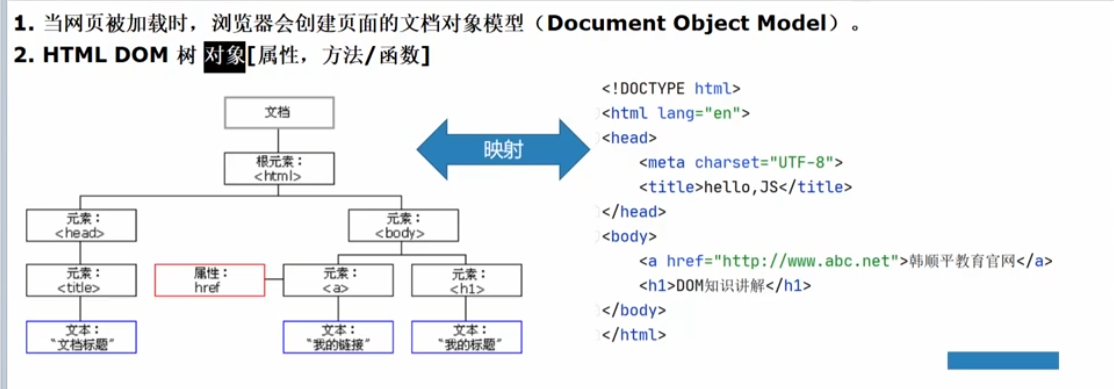 1. 当网页被加载时，浏览器会创建页面的文档对象模型（Document Object Model）。
2. HTML DOM 树 对象[属性，方法/函数]
文档
根元素：
<html>
元素：
<head>
元素：
<body>
元素：
<title>
属性：
href
元素：
<a>
元素：
<h1>
文本：
"文档标题"
文本：
"我的链接"
文本：
"我的标题"
映射
<!DOCTYPE html>
<html lang="en">
<head>
<meta charset="UTF-8">
<title>hello,JS</title>
</head>
<body>
<a href="http://www.abc.net">韩顺平教育官网</a>
<h1>DOM知识讲解</h1>
</body>
</html>